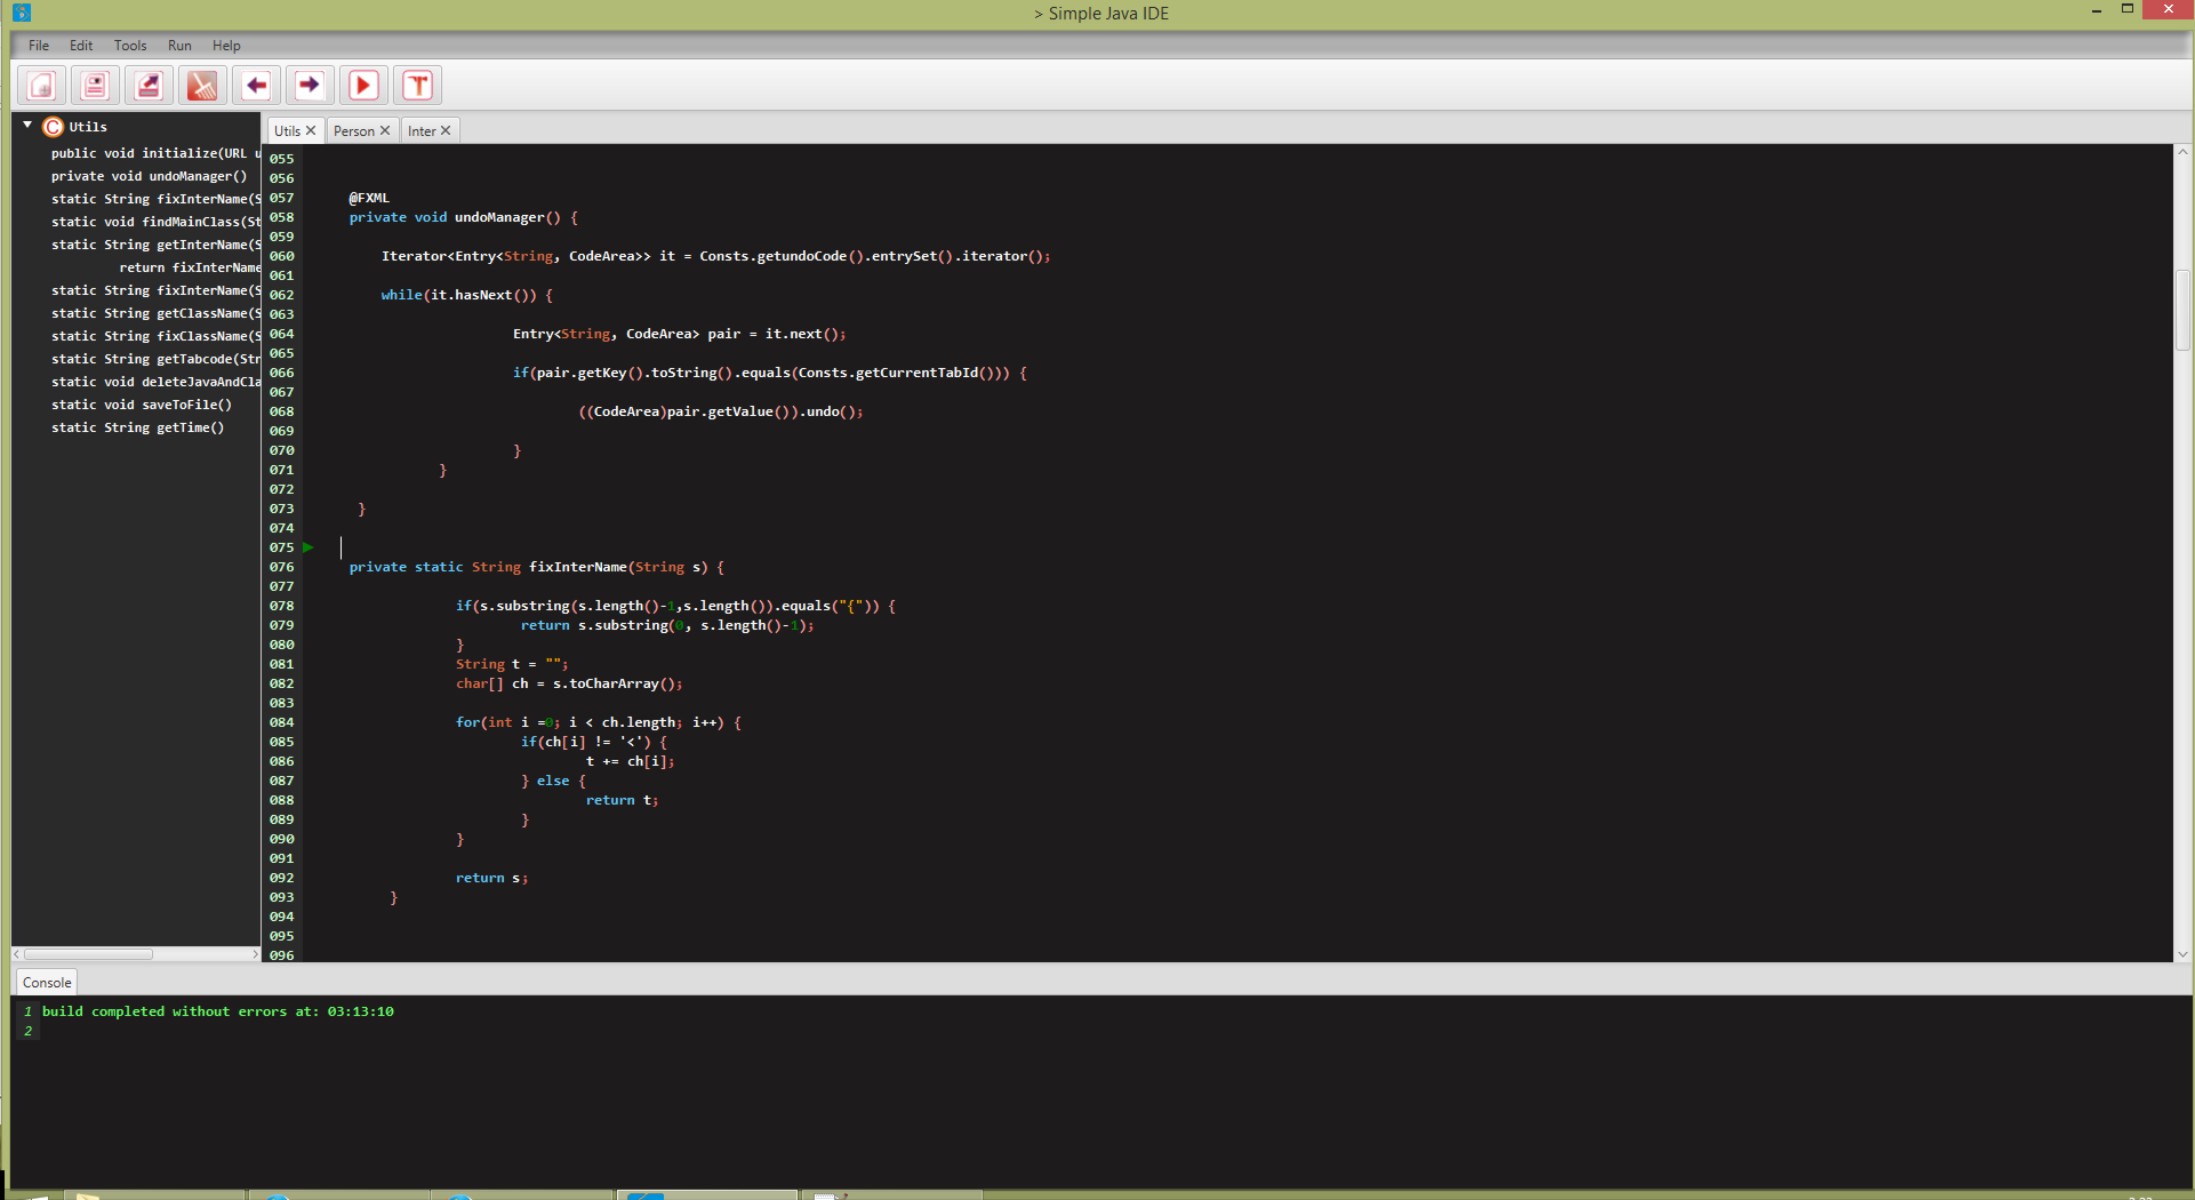 > Simple Java IDE
File Edit Tools Run Help
Utils
public void initialize(URL u
private void undoManager()
static String fixInterName(S
static void findMainClass(St
static String getInterName(S
return fixInterName
static String fixInterName(S
static String getClassName(S
static String fixClassName(S
static String getTabcode(Str
static void deleteJavaAndCla
static void saveToFile()
static String getTime()
Utils Person Inter
055
056
057 @FXML
058 private void undoManager() {
059
060 Iterator<Entry<String, CodeArea>> it = Consts.getundoCode().entrySet().iterator();
061
062 while(it.hasNext()) {
063
064 Entry<String, CodeArea> pair = it.next();
065
066 if(pair.getKey().toString().equals(Consts.getCurrentTabId())) {
067
068 ((CodeArea)pair.getValue()).undo();
069
070 }
071 }
072
073 }
074
075
076 private static String fixInterName(String s) {
077
078 if(s.substring(s.length()-1,s.length()).equals("{")) {
079 return s.substring(0, s.length()-1);
080 }
081 String t = "";
082 char[] ch = s.toCharArray();
083
084 for(int i =0; i < ch.length; i++) {
085 if(ch[i] != '<') {
086 t += ch[i];
087 } else {
088 return t;
089 }
090 }
091
092 return s;
093 }
094
095
096
Console
1 build completed without errors at: 03:13:10
2